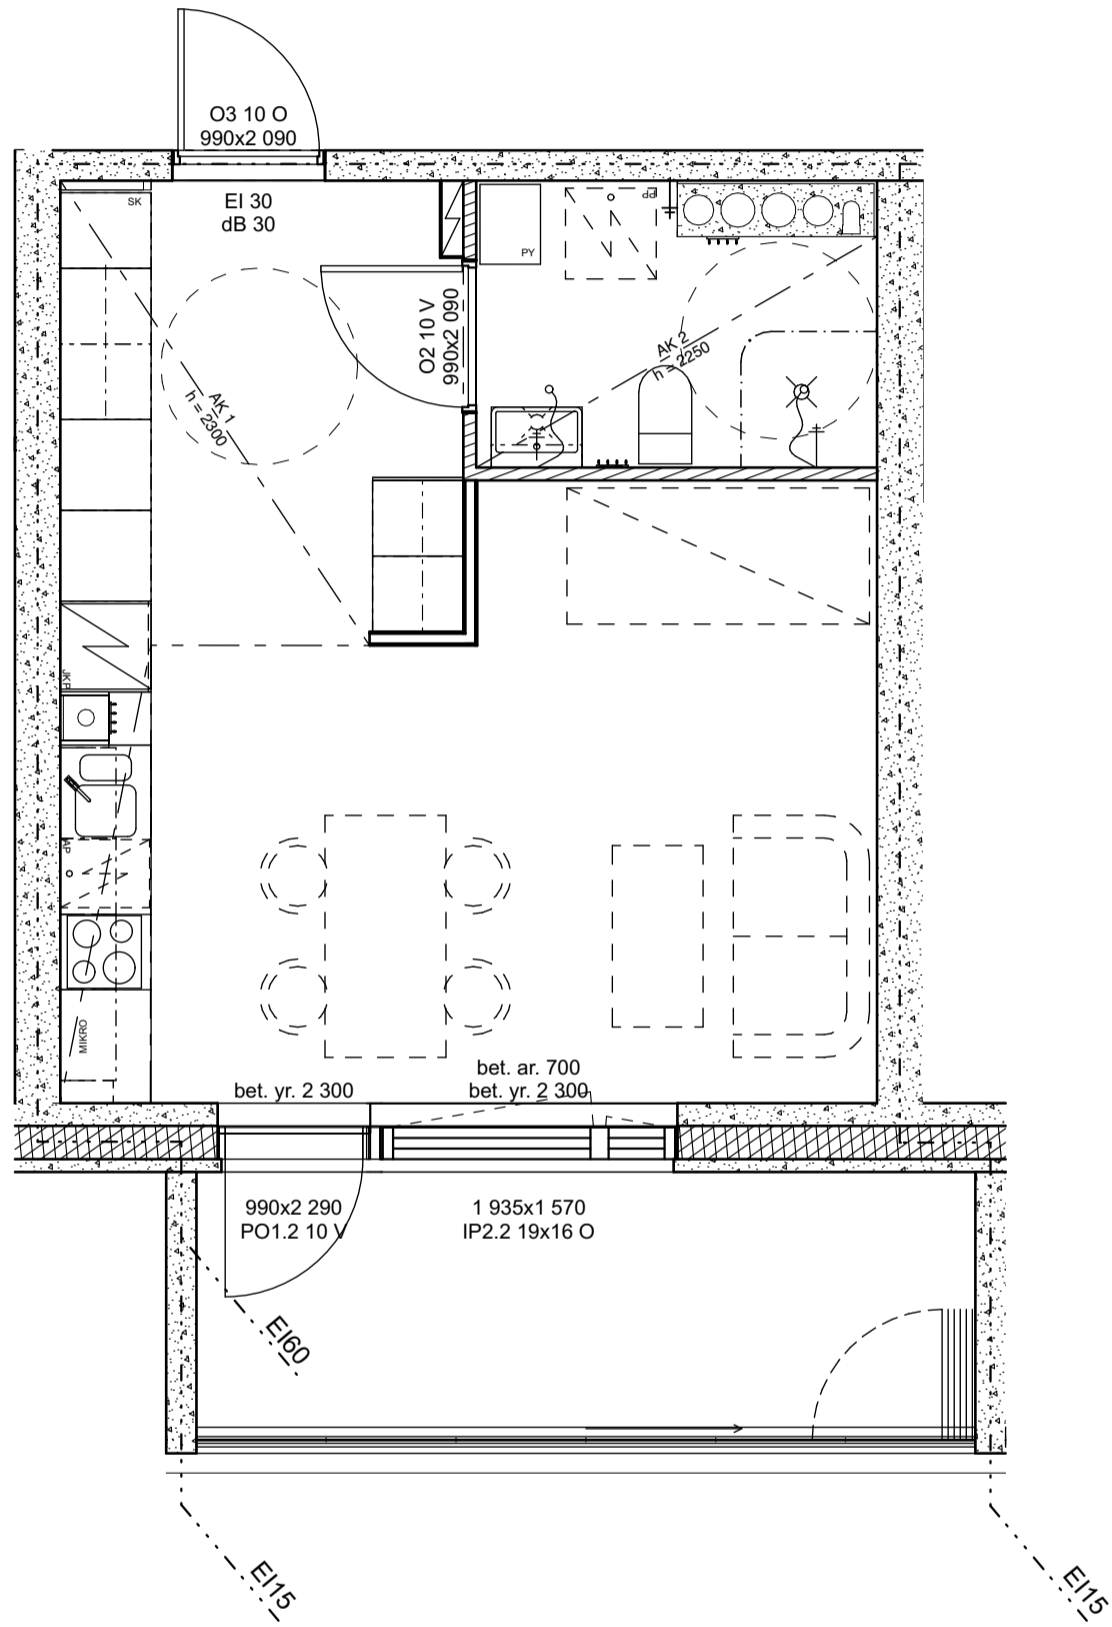 O3 10 O
990x2 090
SK
EI 30
dB 30
PY
PP
O2 10 V
990x2 090
AK 2
h = 2250
AK 1
h = 2300
JKP
AP
MIKRO
bet. ar. 700
bet. yr. 2 300
bet. yr. 2 300
990x2 290
PO1.2 10 V
1 935x1 570
IP2.2 19x16 O
EI60
EI15
EI15